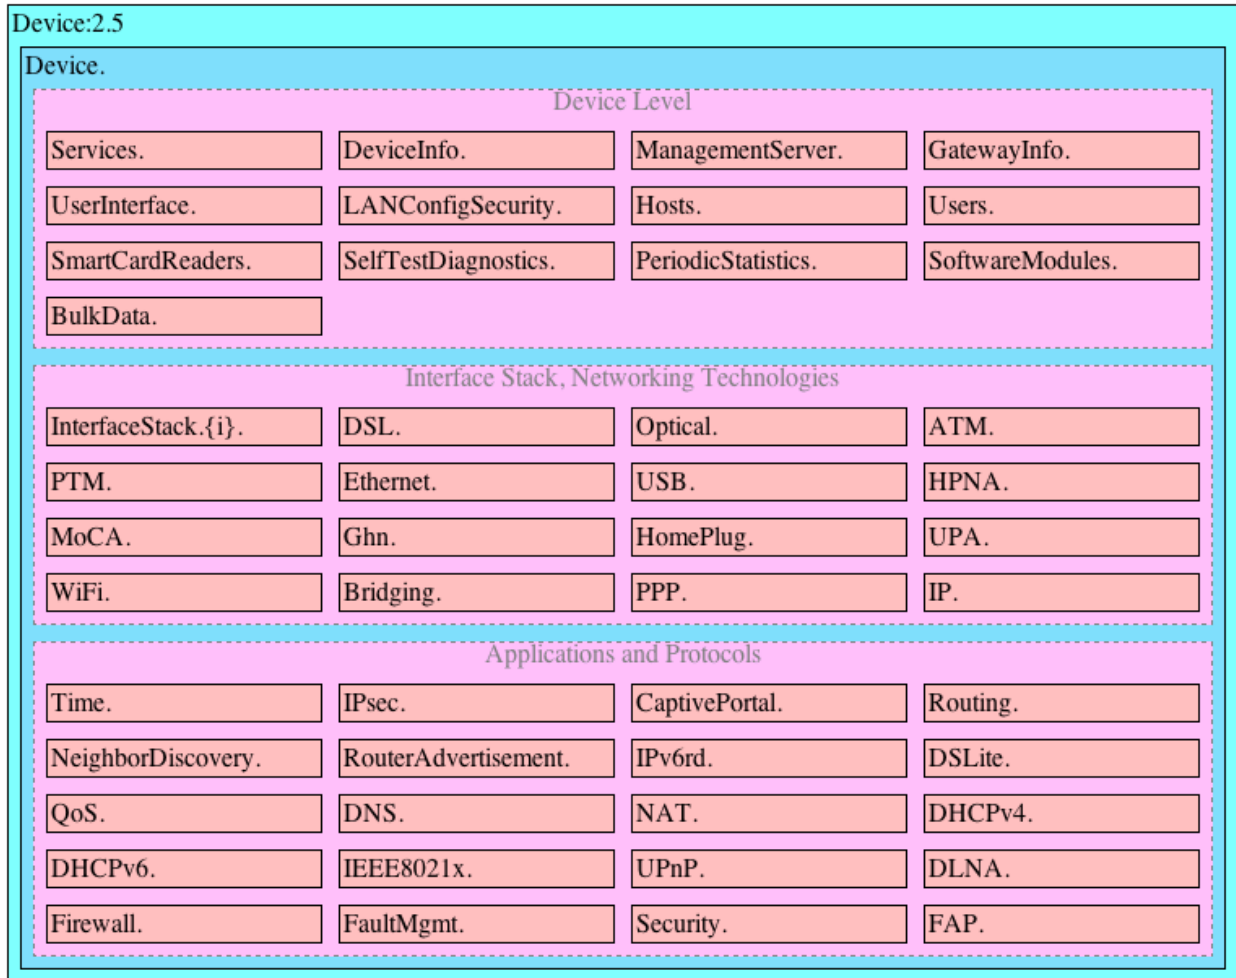 Device:2.5
Device.
Device Level
Services. DeviceInfo. ManagementServer. GatewayInfo.
UserInterface. LANConfigSecurity. Hosts. Users.
SmartCardReaders. SelfTestDiagnostics. PeriodicStatistics. SoftwareModules.
BulkData.
Interface Stack, Networking Technologies
InterfaceStack.{i}. DSL. Optical. ATM.
PTM. Ethernet. USB. HPNA.
MoCA. Ghn. HomePlug. UPA.
WiFi. Bridging. PPP. IP.
Applications and Protocols
Time. IPsec. CaptivePortal. Routing.
NeighborDiscovery. RouterAdvertisement. IPv6rd. DSLite.
QoS. DNS. NAT. DHCPv4.
DHCPv6. IEEE8021x. UPnP. DLNA.
Firewall. FaultMgmt. Security. FAP.